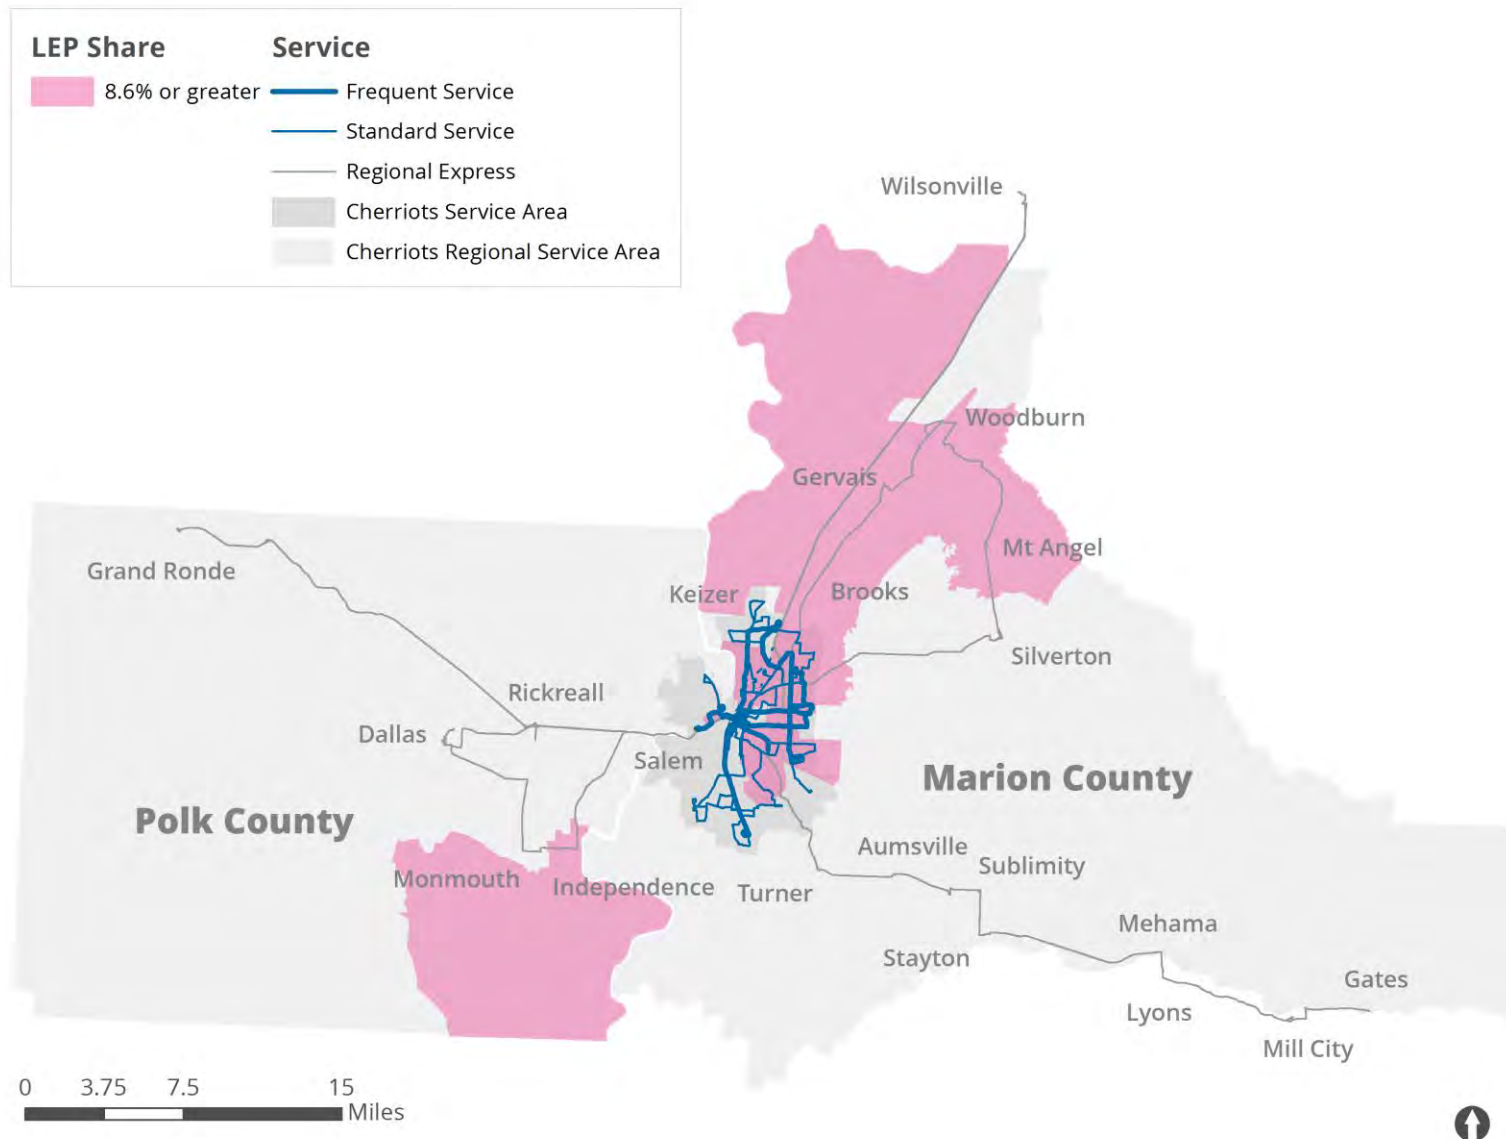 LEP Share
8.6% or greater
Service
Frequent Service
Standard Service
Regional Express
Cherriots Service Area
Cherriots Regional Service Area
Wilsonville
Woodburn
Gervais
Mt Angel
Grand Ronde
Keizer
Brooks
Silverton
Rickreall
Dallas
Salem
Marion County
Polk County
Aumsville
Sublimity
Monmouth
Independence
Turner
Mehama
Stayton
Gates
Lyons
Mill City
0 3.75 7.5 15
Miles